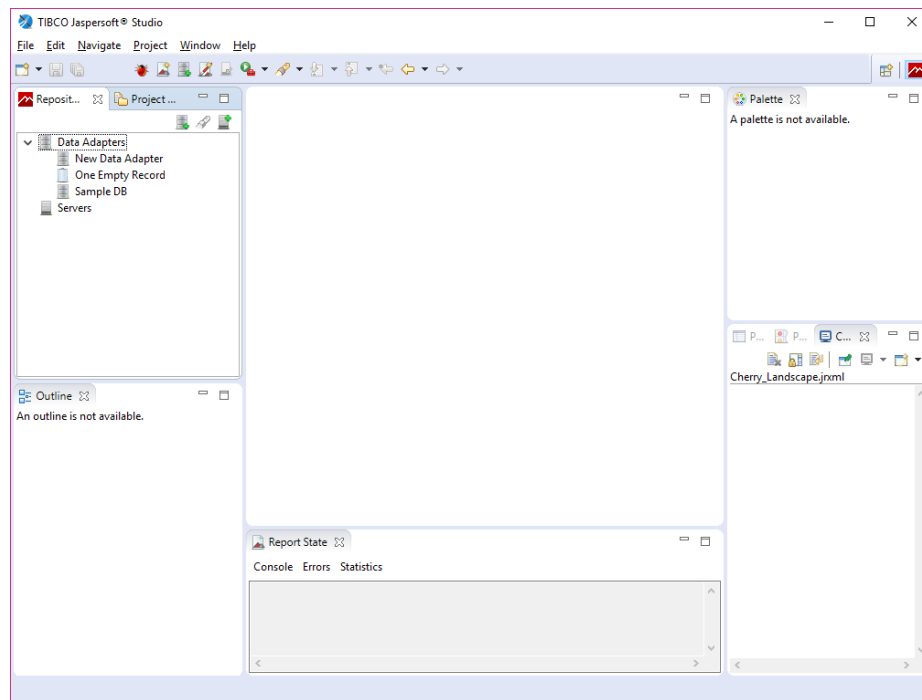 TIBCO Jaspersoft® Studio
File Edit Navigate Project Window Help
Reposit... Project ...
Data Adapters
New Data Adapter
One Empty Record
Sample DB
Servers
Outline
An outline is not available.
Report State
Console Errors Statistics
Palette
A palette is not available.
P... P... C...
Cherry_Landscape.jrxml